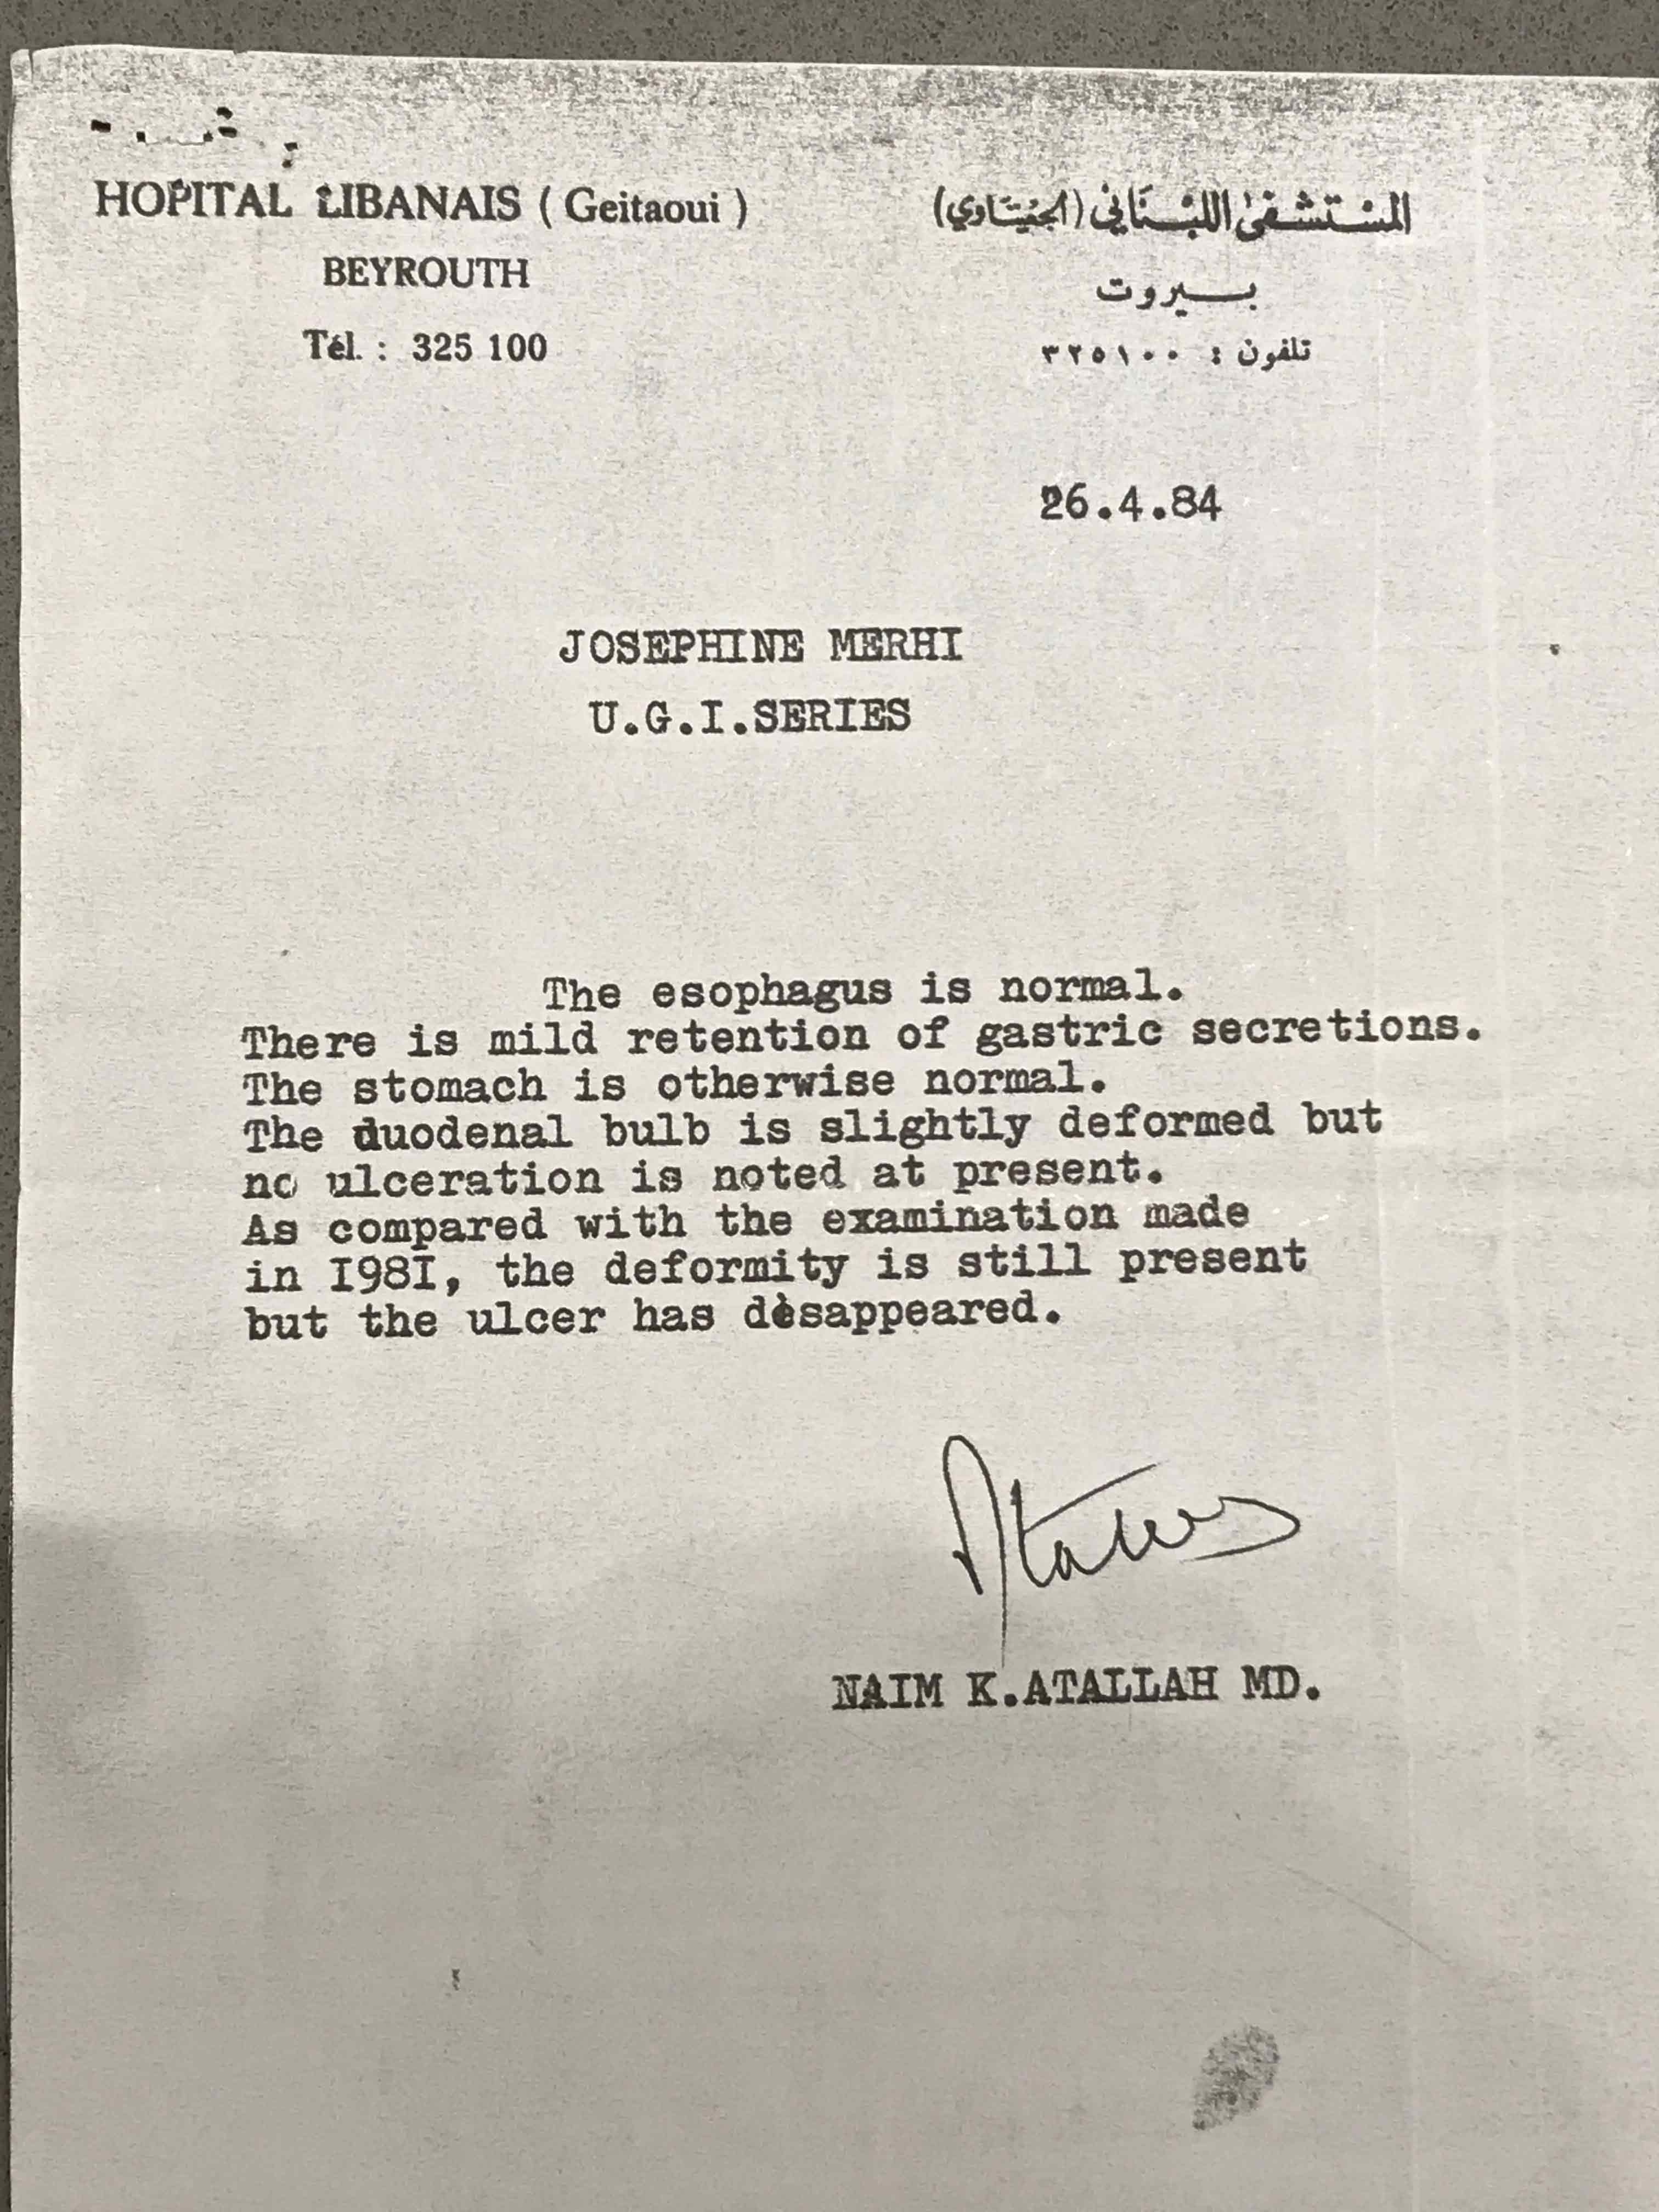 HOPITAL LIBANAIS ( Geitaoui )
BEYROUTH
Tél. : 325 100
المستشفى اللبناني (الجعيتاوي)
بيروت
تلفون : ٣٢٥١٠٠
26.4.84
JOSEPHINE MERHI
U.G.I.SERIES
The esophagus is normal.
There is mild retention of gastric secretions.
The stomach is otherwise normal.
The duodenal bulb is slightly deformed but
no ulceration is noted at present.
As compared with the examination made
in I98I, the deformity is still present
but the ulcer has disappeared.
NAIM K.ATALLAH MD.